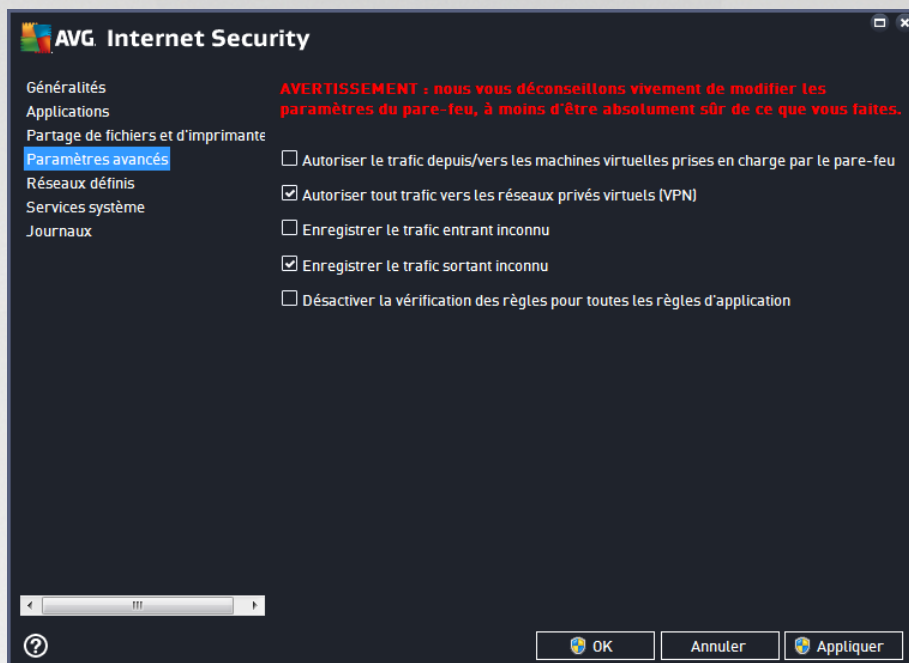 AVG. Internet Security
Généralités
Applications
Partage de fichiers et d'imprimante
Paramètres avancés
Réseaux définis
Services système
Journaux
AVERTISSEMENT : nous vous déconseillons vivement de modifier les
paramètres du pare-feu, à moins d'être absolument sûr de ce que vous faites.
Autoriser le trafic depuis/vers les machines virtuelles prises en charge par le pare-feu
Autoriser tout trafic vers les réseaux privés virtuels (VPN)
Enregistrer le trafic entrant inconnu
Enregistrer le trafic sortant inconnu
Désactiver la vérification des règles pour toutes les règles d'application
OK
Annuler
Appliquer